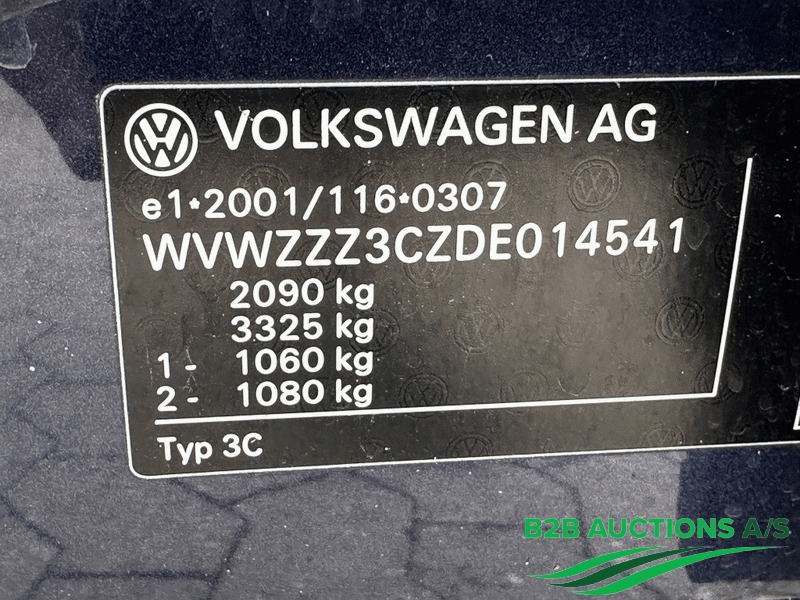 VOLKSWAGEN AG
e1*2001/116*0307
WVWZZZ3CZDE014541
2090 kg
3325 kg
1 - 1060 kg
2 - 1080 kg
Typ 3C
B2B AUCTIONS A/S